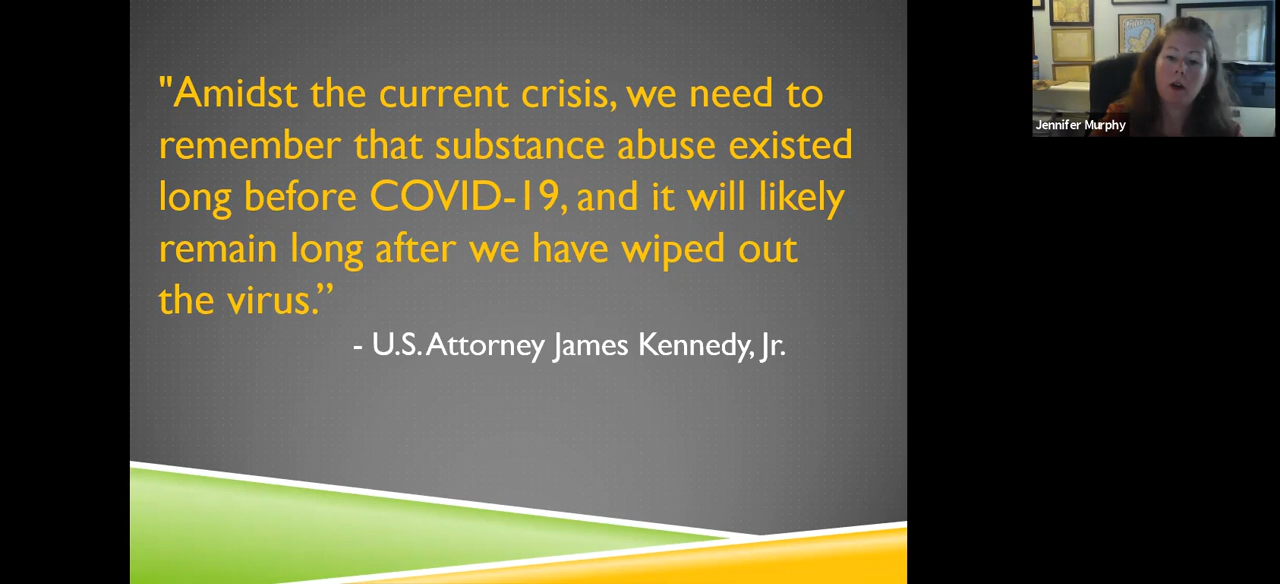 "Amidst the current crisis, we need to
remember that substance abuse existed
long before COVID-19, and it will likely
remain long after we have wiped out
the virus.”
- U.S. Attorney James Kennedy, Jr.
Jennifer Murphy